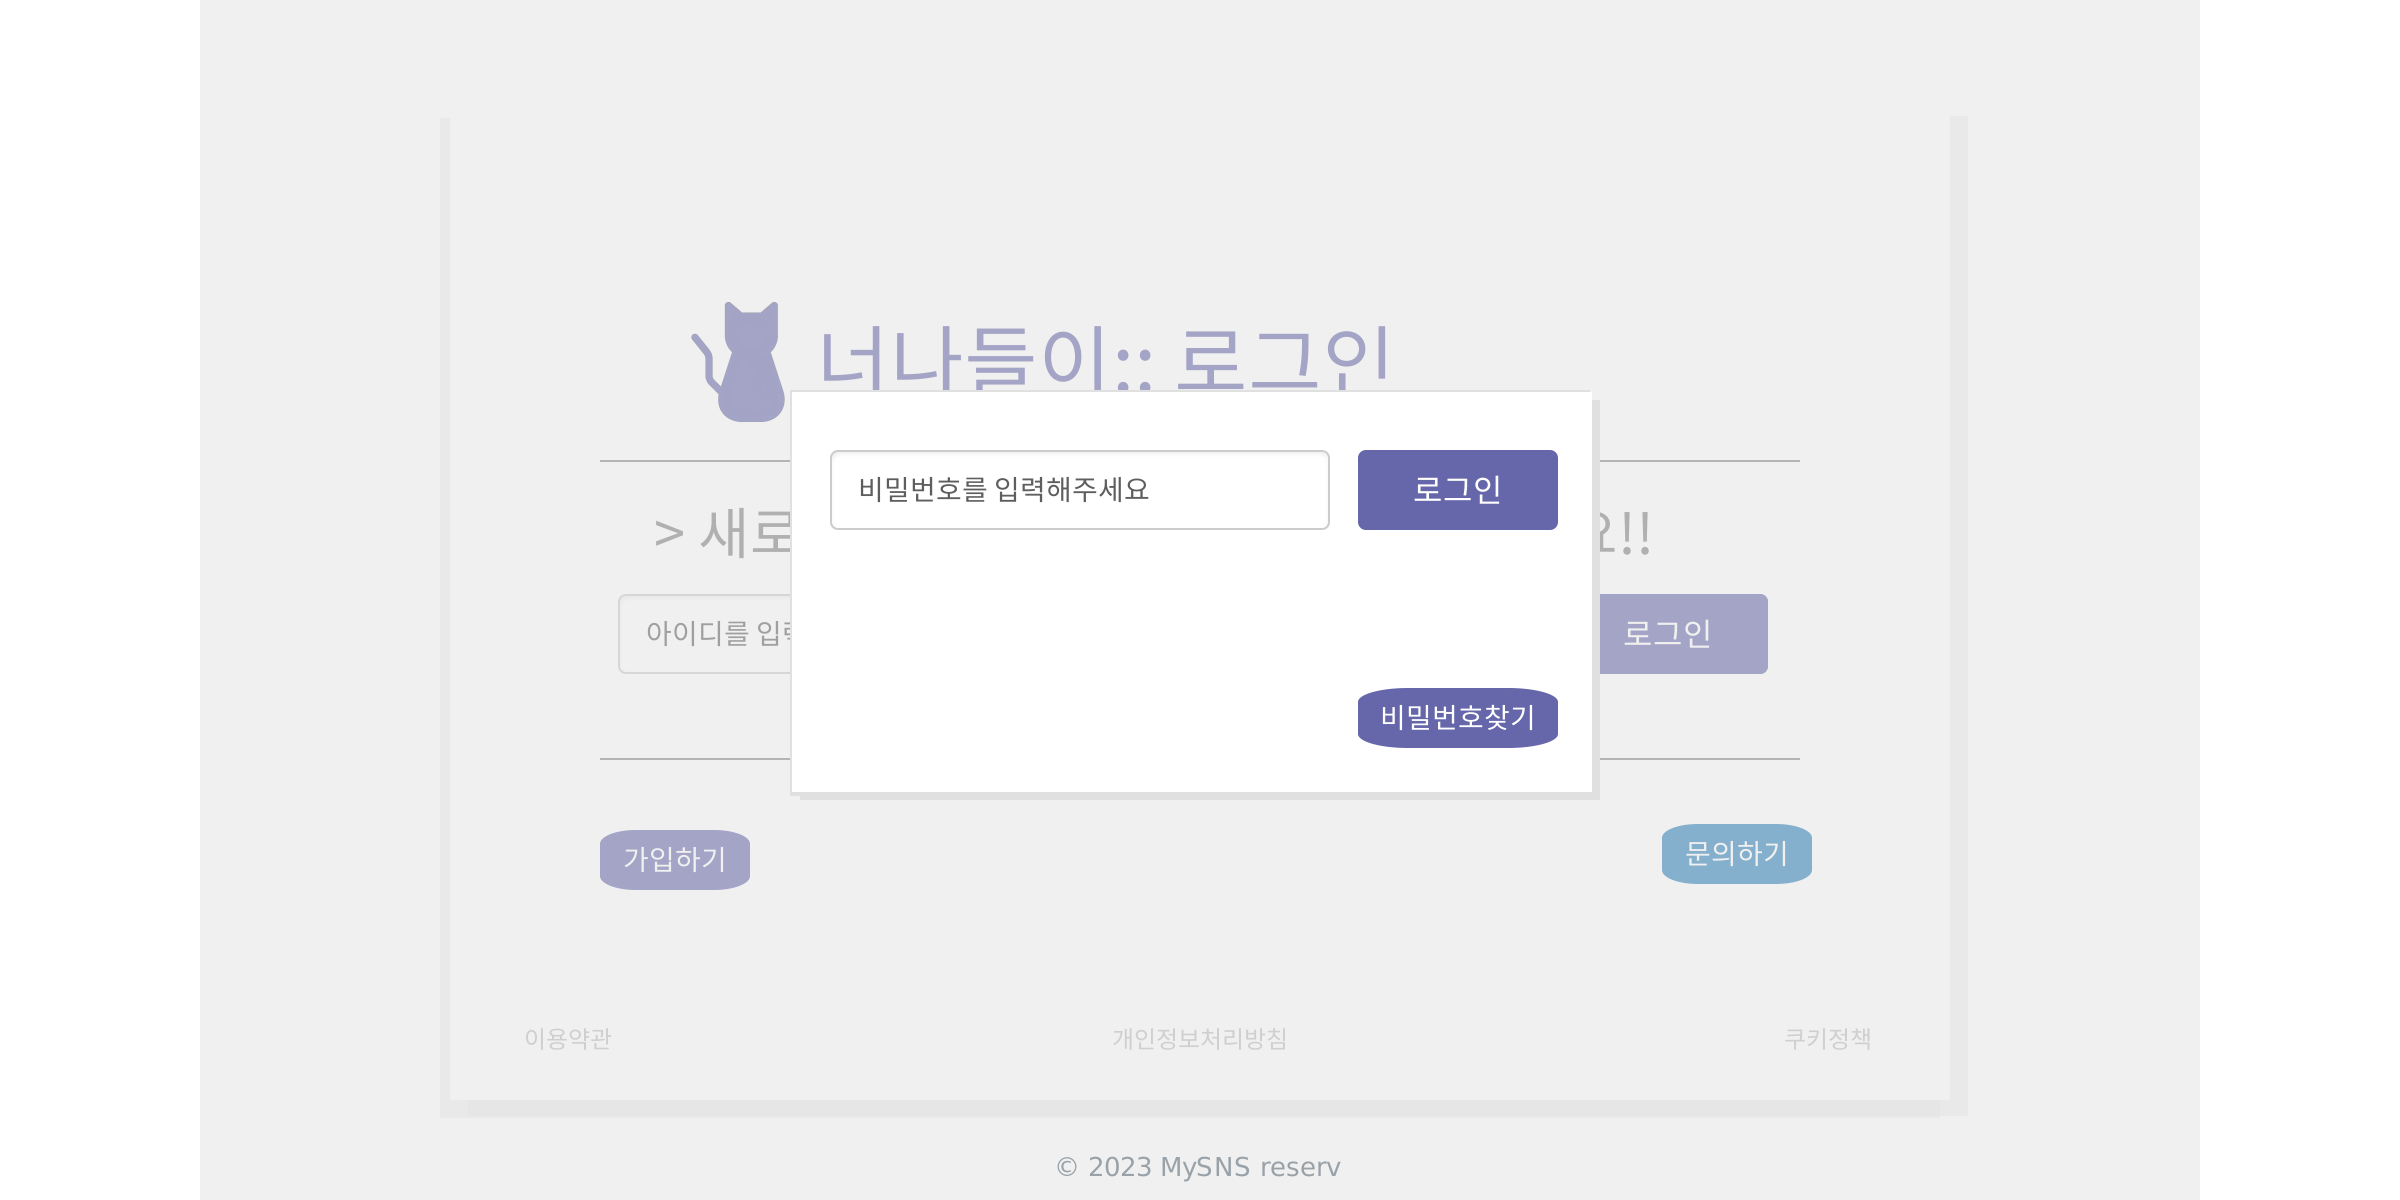 너나들이:: 로그인
비밀번호를 입력해주세요
로그인
> 새로
요!!
아이디를 입력
로그인
비밀번호찾기
가입하기
문의하기
이용약관
개인정보처리방침
쿠키정책
© 2023 MySNS reserv